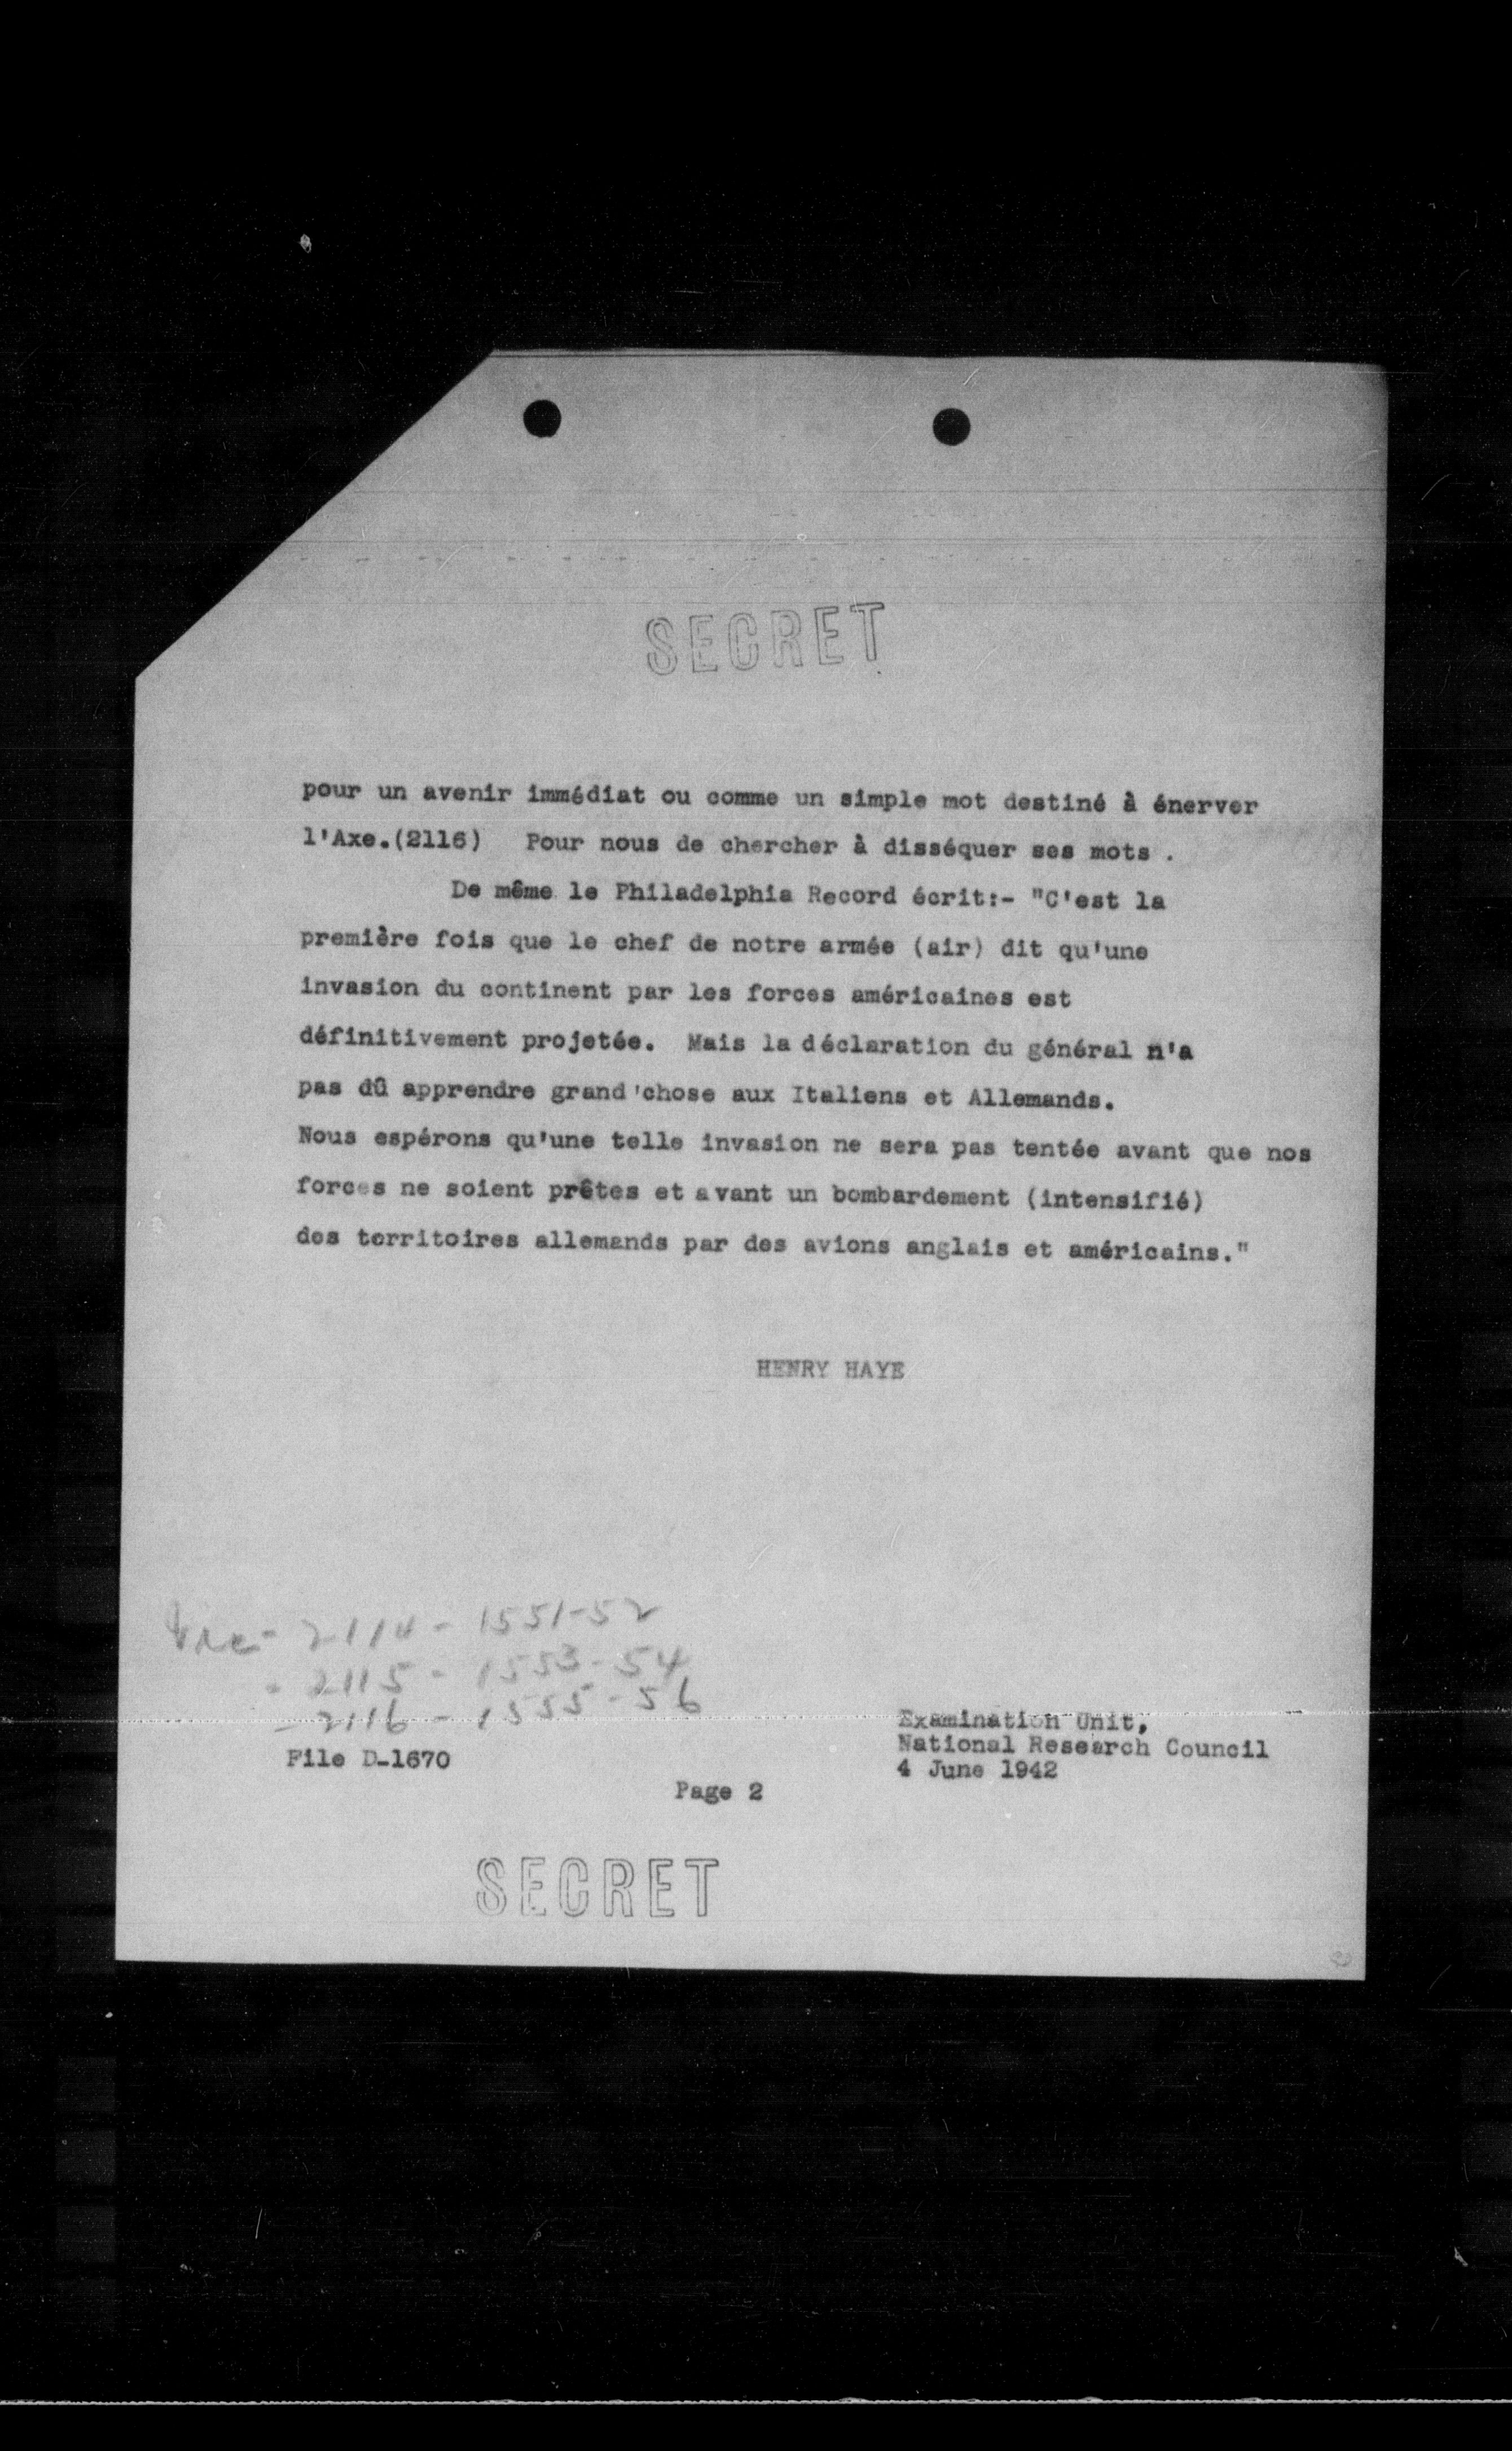 SECRET
pour un avenir immédiat ou comme un simple mot destiné à énerver
l'Axe.(2116) Pour nous de chercher à disséquer ses mots .
De même le Philadelphia Record écrit:- "C'est la
première fois que le chef de notre armée (air) dit qu'une
invasion du continent par les forces américaines est
définitivement projetée. Mais la déclaration du général n'a
pas dû apprendre grand'chose aux Italiens et Allemands.
Nous espérons qu'une telle invasion ne sera pas tentée avant que nos
forces ne soient prêtes et avant un bombardement (intensifié)
des territoires allemands par des avions anglais et américains."
HENRY HAYE
2114 - 1551-52
- 2115 - 1553-54
- 2116 - 1555-56
File D-1670
Examination Unit,
National Research Council
4 June 1942
Page 2
SECRET